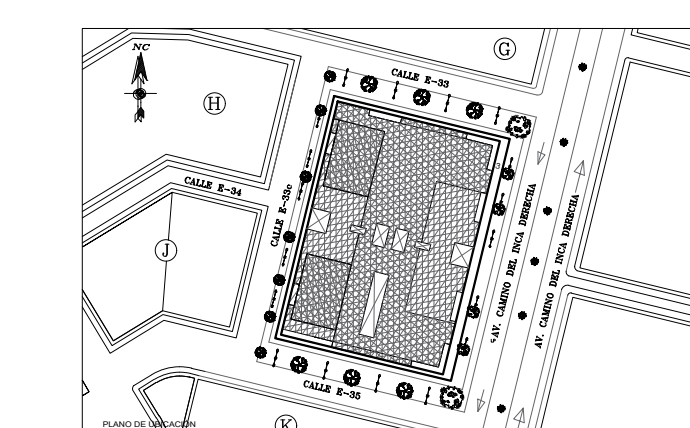 NC
G
H
J
K
CALLE E-33
CALLE E-34
CALLE E-33c
CALLE E-35
3
AV. CAMINO DEL INCA DERECHA
AV. CAMINO DEL INCA DERECHA
PLANO DE UBICACIÓN